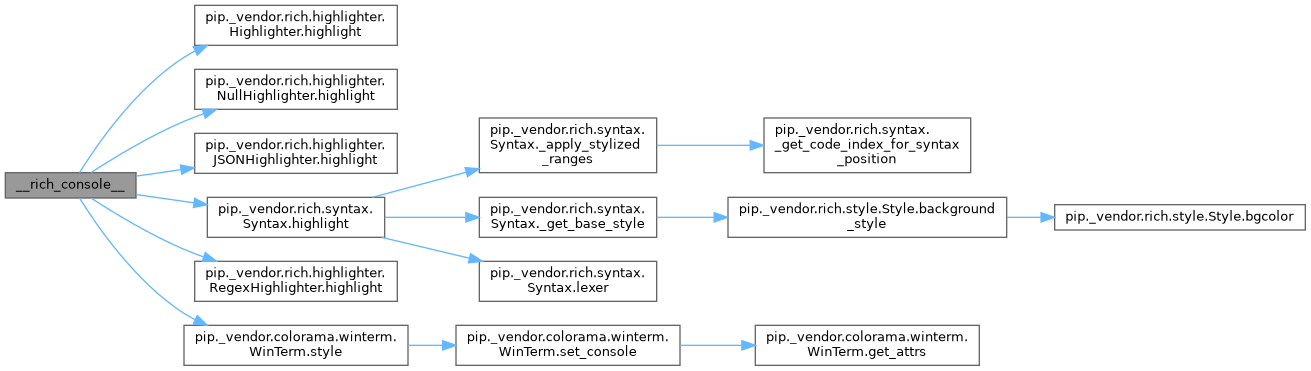 pip._vendor.rich.highlighter.
Highlighter.highlight
pip._vendor.rich.highlighter.
NullHighlighter.highlight
pip._vendor.rich.highlighter.
JSONHighlighter.highlight
__rich_console__
pip._vendor.rich.syntax.
Syntax.highlight
pip._vendor.rich.highlighter.
RegexHighlighter.highlight
pip._vendor.colorama.winterm.
WinTerm.style
pip._vendor.rich.syntax.
Syntax._apply_stylized
_ranges
pip._vendor.rich.syntax.
_get_code_index_for_syntax
_position
pip._vendor.rich.syntax.
Syntax._get_base_style
pip._vendor.rich.style.Style.background
_style
pip._vendor.rich.style.Style.bgcolor
pip._vendor.rich.syntax.
Syntax.lexer
pip._vendor.colorama.winterm.
WinTerm.set_console
pip._vendor.colorama.winterm.
WinTerm.get_attrs